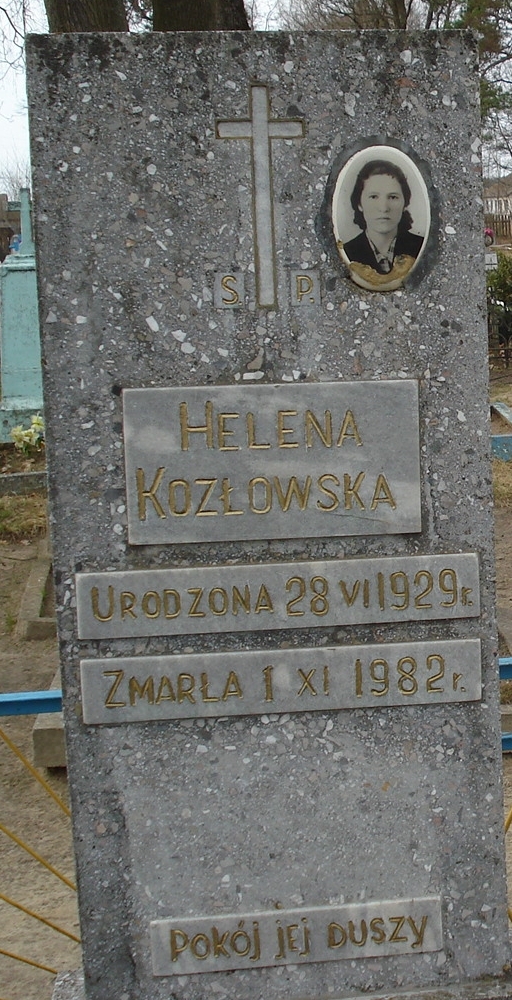 S. P.
HELENA
KOZŁOWSKA
URODZONA 28 VI 1929 r.
ZMARŁA 1 XI 1982 r.
POKÓJ JEJ DUSZY